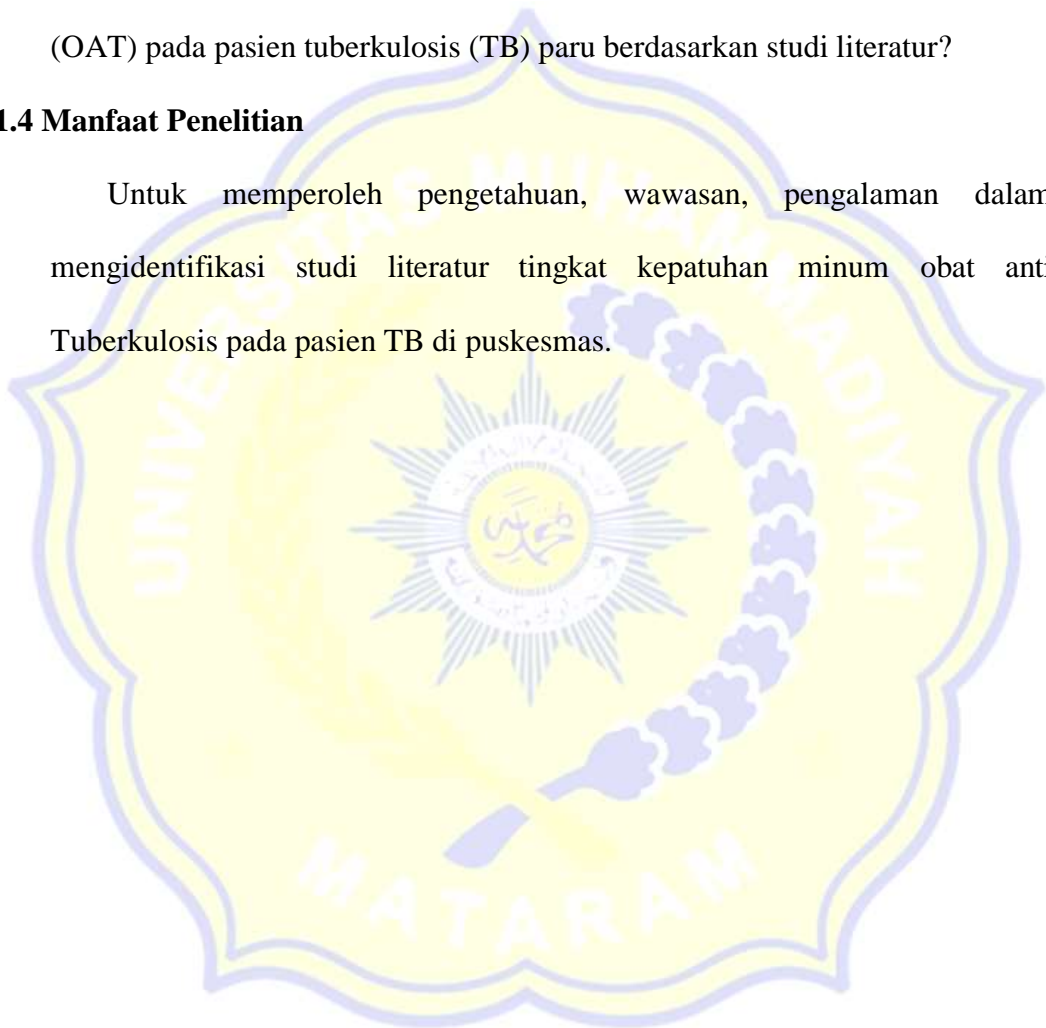 (OAT) pada pasien tuberkulosis (TB) paru berdasarkan studi literatur?
1.4 Manfaat Penelitian
Untuk memperoleh pengetahuan, wawasan, pengalaman dalam
mengidentifikasi studi literatur tingkat kepatuhan minum obat anti
Tuberkulosis pada pasien TB di puskesmas.
UNIVERSITAS MUHAMMADIYAH
MATARAM